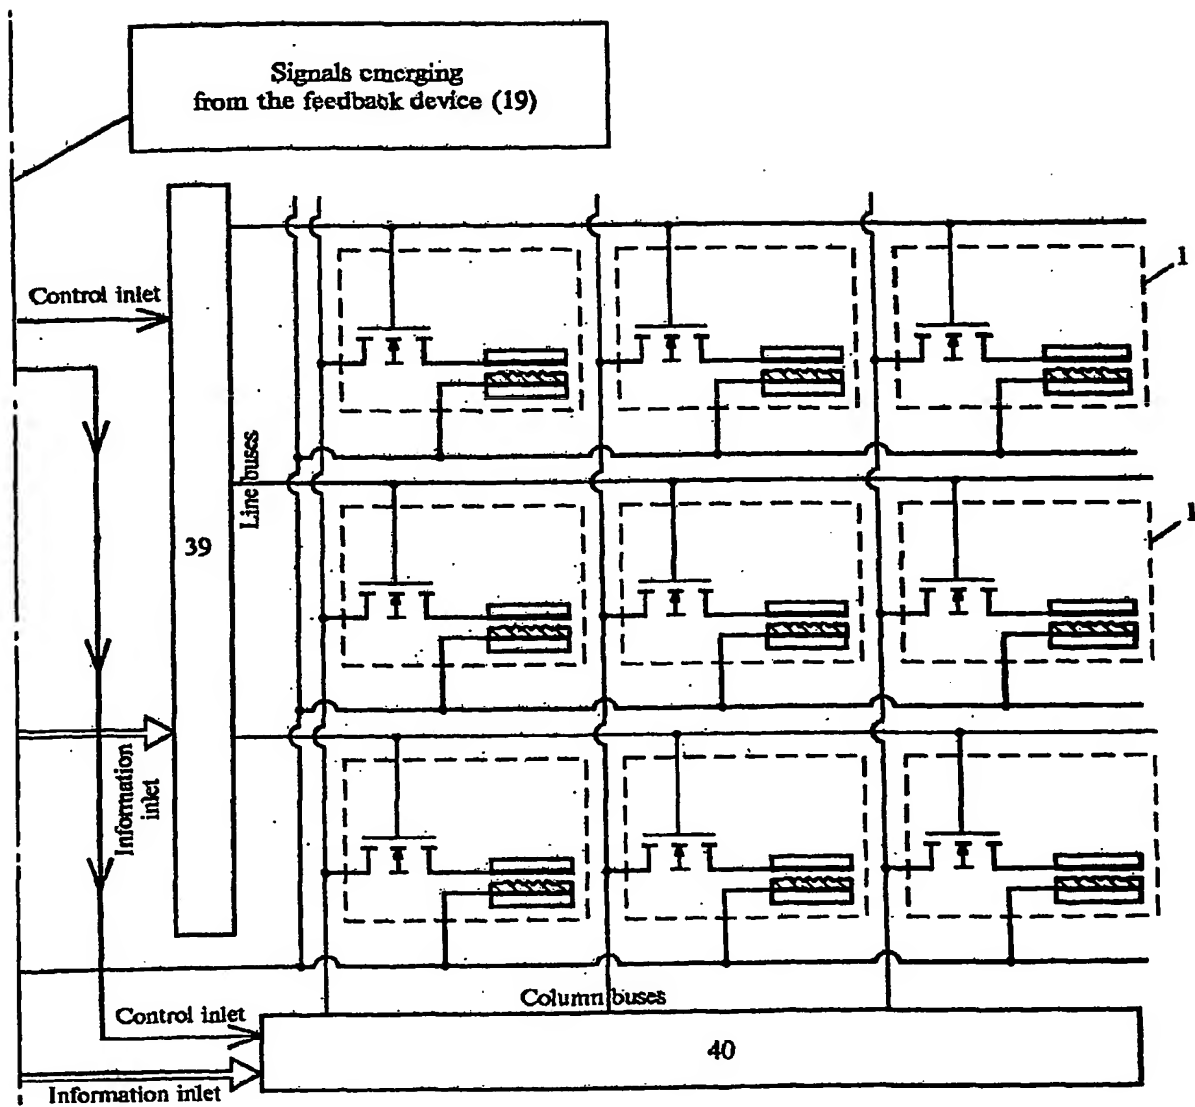 Signals emerging
from the feedback device (19)
1
Control inlet
Line buses
1
39
Information
inlet
Column buses
Control inlet
40
Information inlet